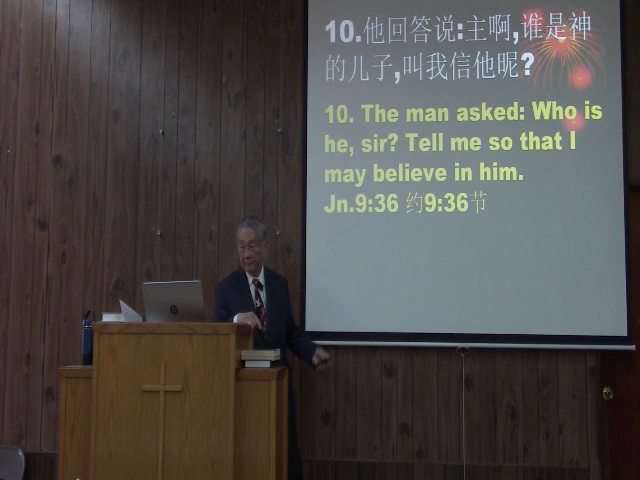 10.他回答说:主啊,谁是神
的儿子,叫我信他呢?
10. The man asked: Who is
he, sir? Tell me so that I
may believe in him.
Jn.9:36 约9:36节